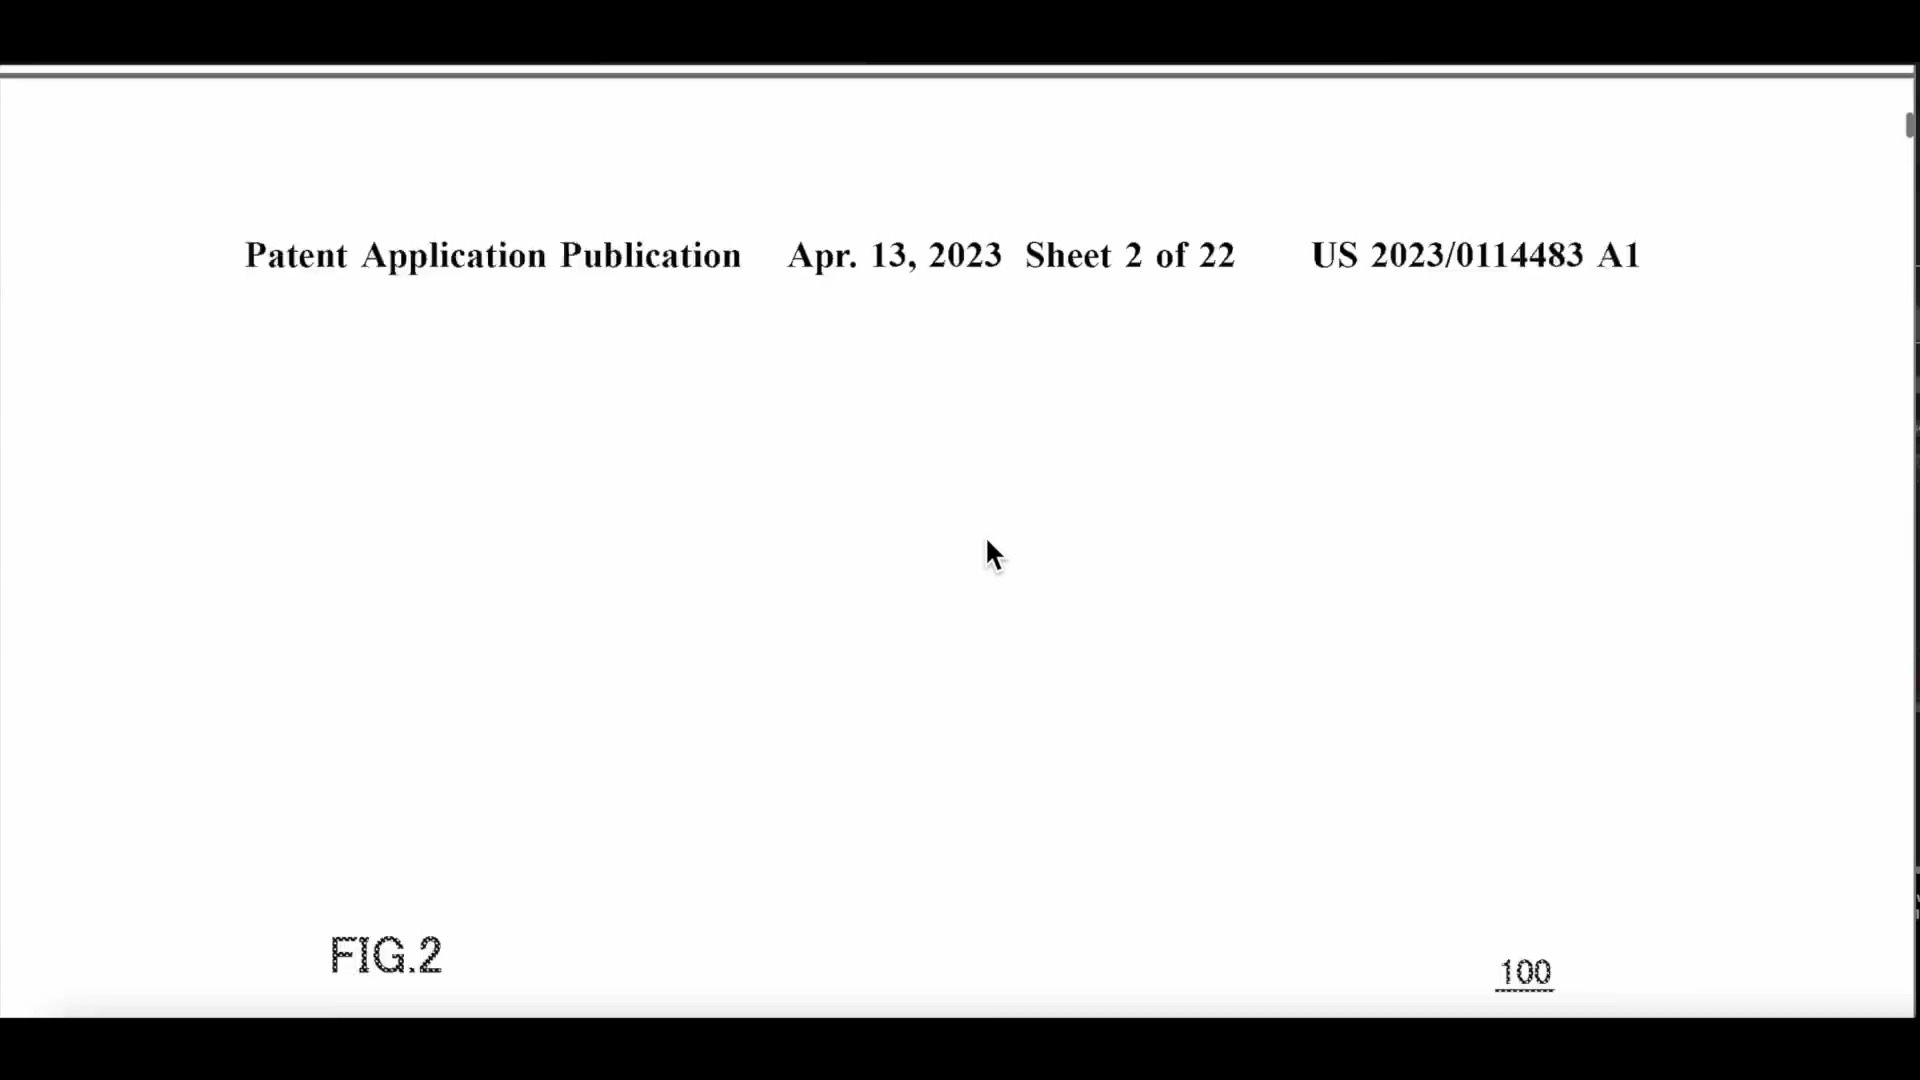 Patent Application Publication Apr. 13, 2023 Sheet 2 of 22 US 2023/0114483 A1
FIG.2
100